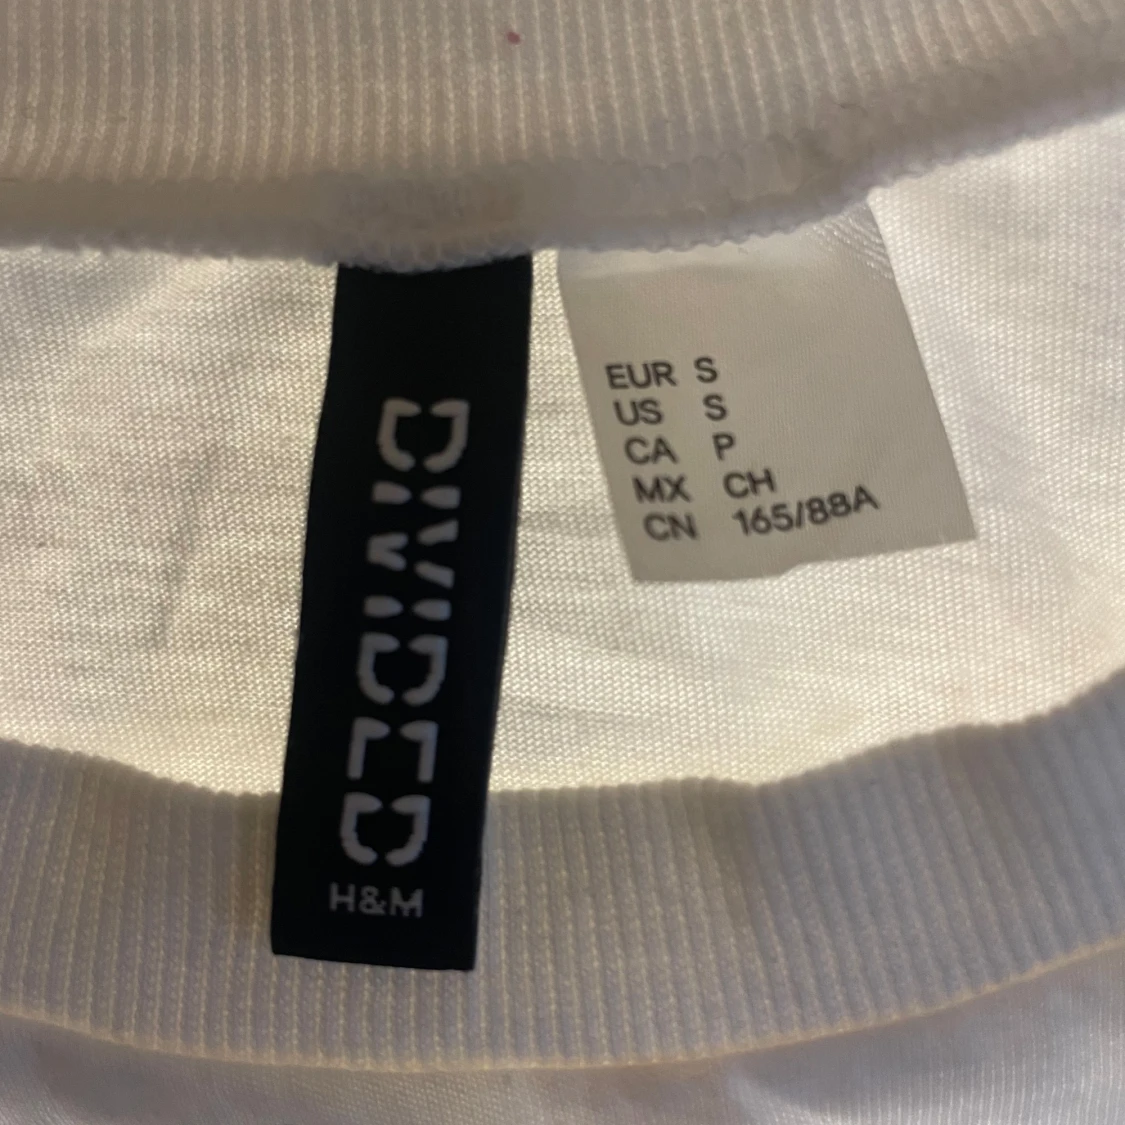 DIVIDED
H&M
EUR S
US S
CA P
MX CH
CN 165/88A